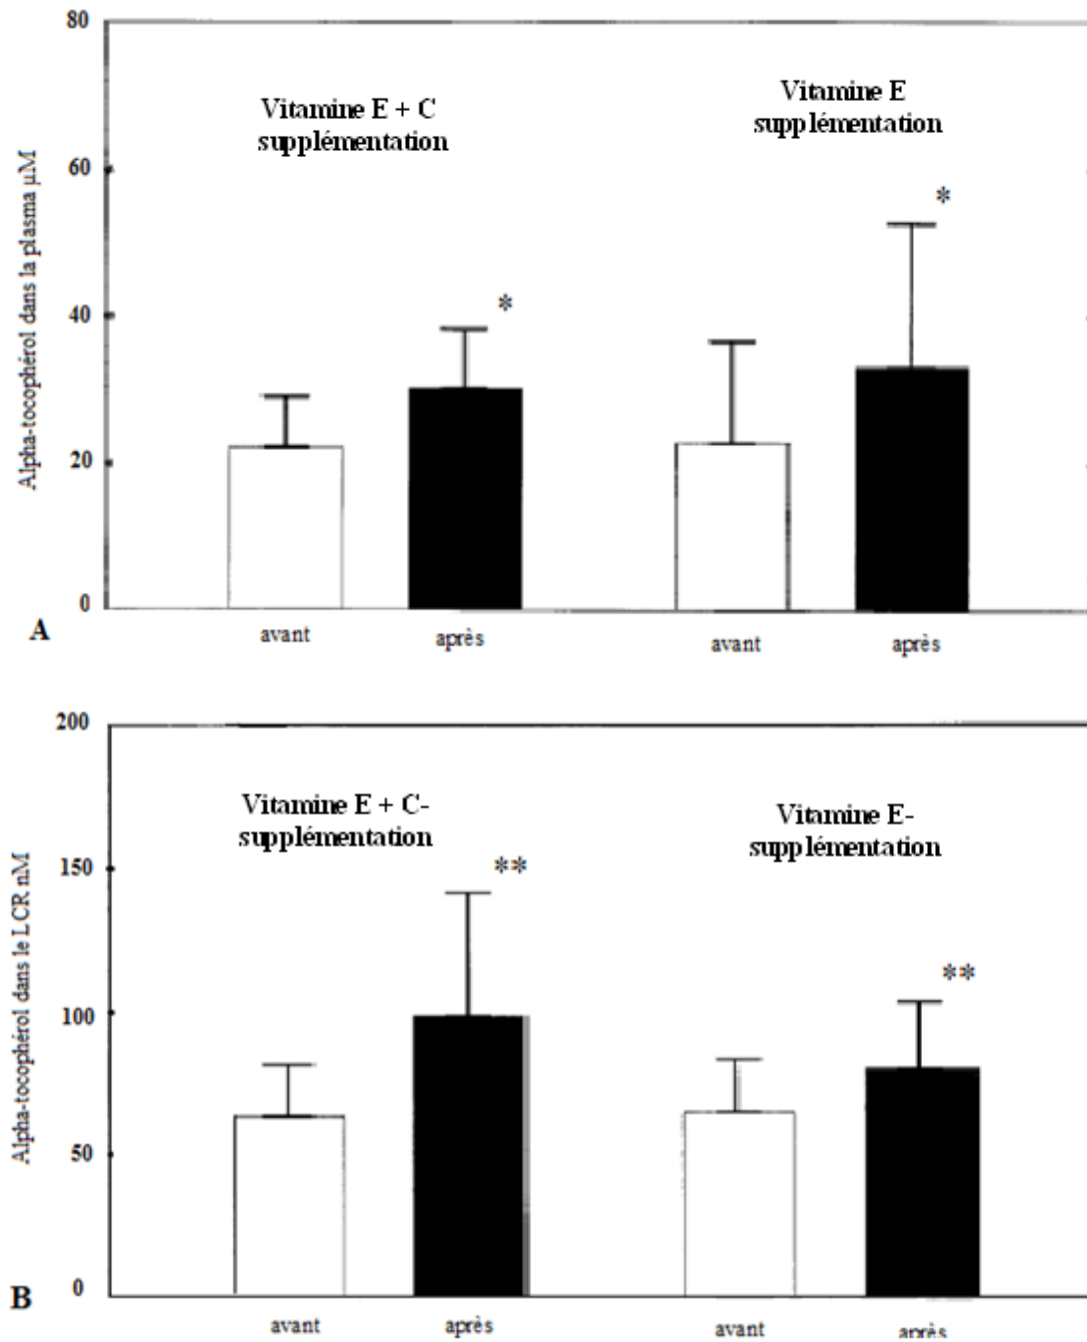 80
60
40
20
0
Alpha-tocophérol dans la plasma µM
Vitamine E + C
supplémentation
Vitamine E
supplémentation
*
*
A
avant
après
avant
après
200
150
100
50
0
Alpha-tocophérol dans le LCR nM
Vitamine E + C-
supplémentation
Vitamine E-
supplémentation
**
**
B
avant
après
avant
après